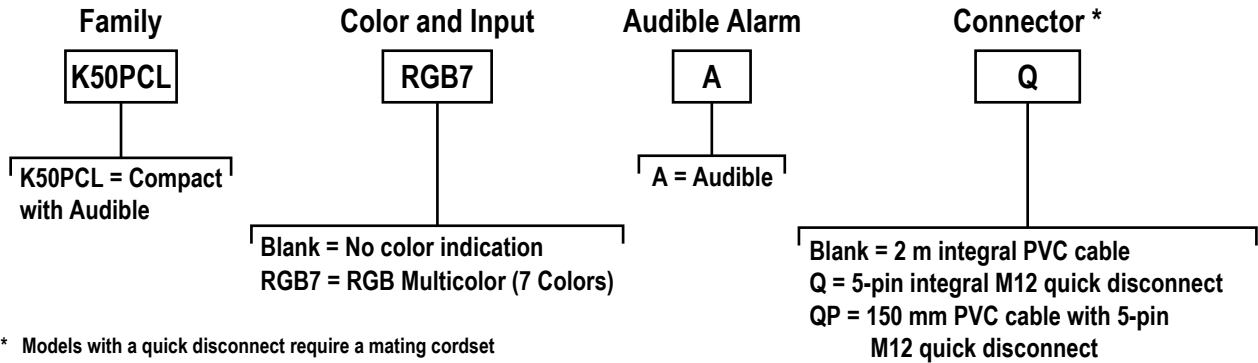 Family
Color and Input
Audible Alarm
Connector *
K50PCL
RGB7
A
Q
K50PCL = Compact
with Audible
A = Audible
Blank = No color indication
RGB7 = RGB Multicolor (7 Colors)
Blank = 2 m integral PVC cable
Q = 5-pin integral M12 quick disconnect
QP = 150 mm PVC cable with 5-pin
M12 quick disconnect
* Models with a quick disconnect require a mating cordset